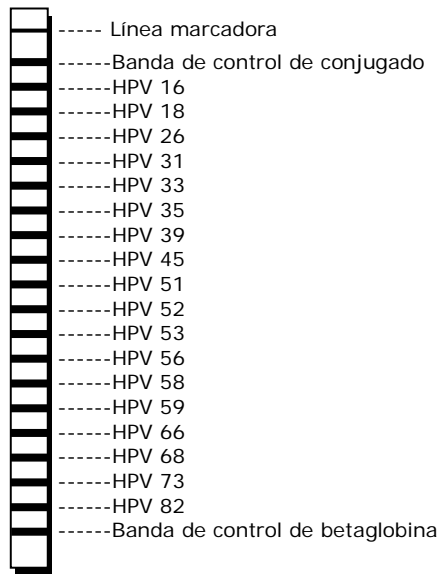 ----- Línea marcadora
------Banda de control de conjugado
------HPV 16
------HPV 18
------HPV 26
------HPV 31
------HPV 33
------HPV 35
------HPV 39
------HPV 45
------HPV 51
------HPV 52
------HPV 53
------HPV 56
------HPV 58
------HPV 59
------HPV 66
------HPV 68
------HPV 73
------HPV 82
------Banda de control de betaglobina